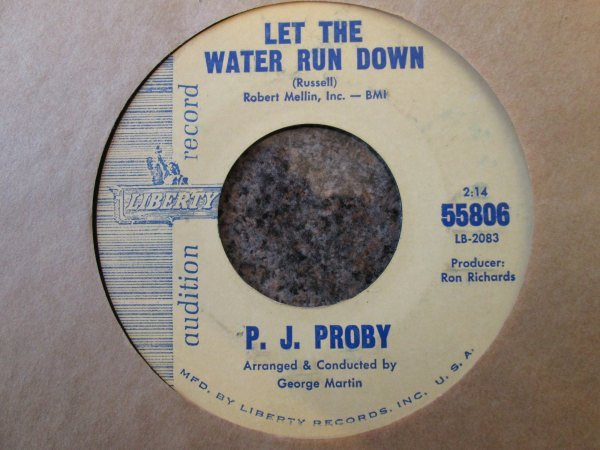 LET THE
WATER RUN DOWN
(Russell)
Robert Mellin, Inc. — BMI
audition record
LIBERTY
2:14
55806
LB-2083
Producer:
Ron Richards
P. J. PROBY
Arranged & Conducted by
George Martin
MFD. BY LIBERTY RECORDS, INC., U. S. A.